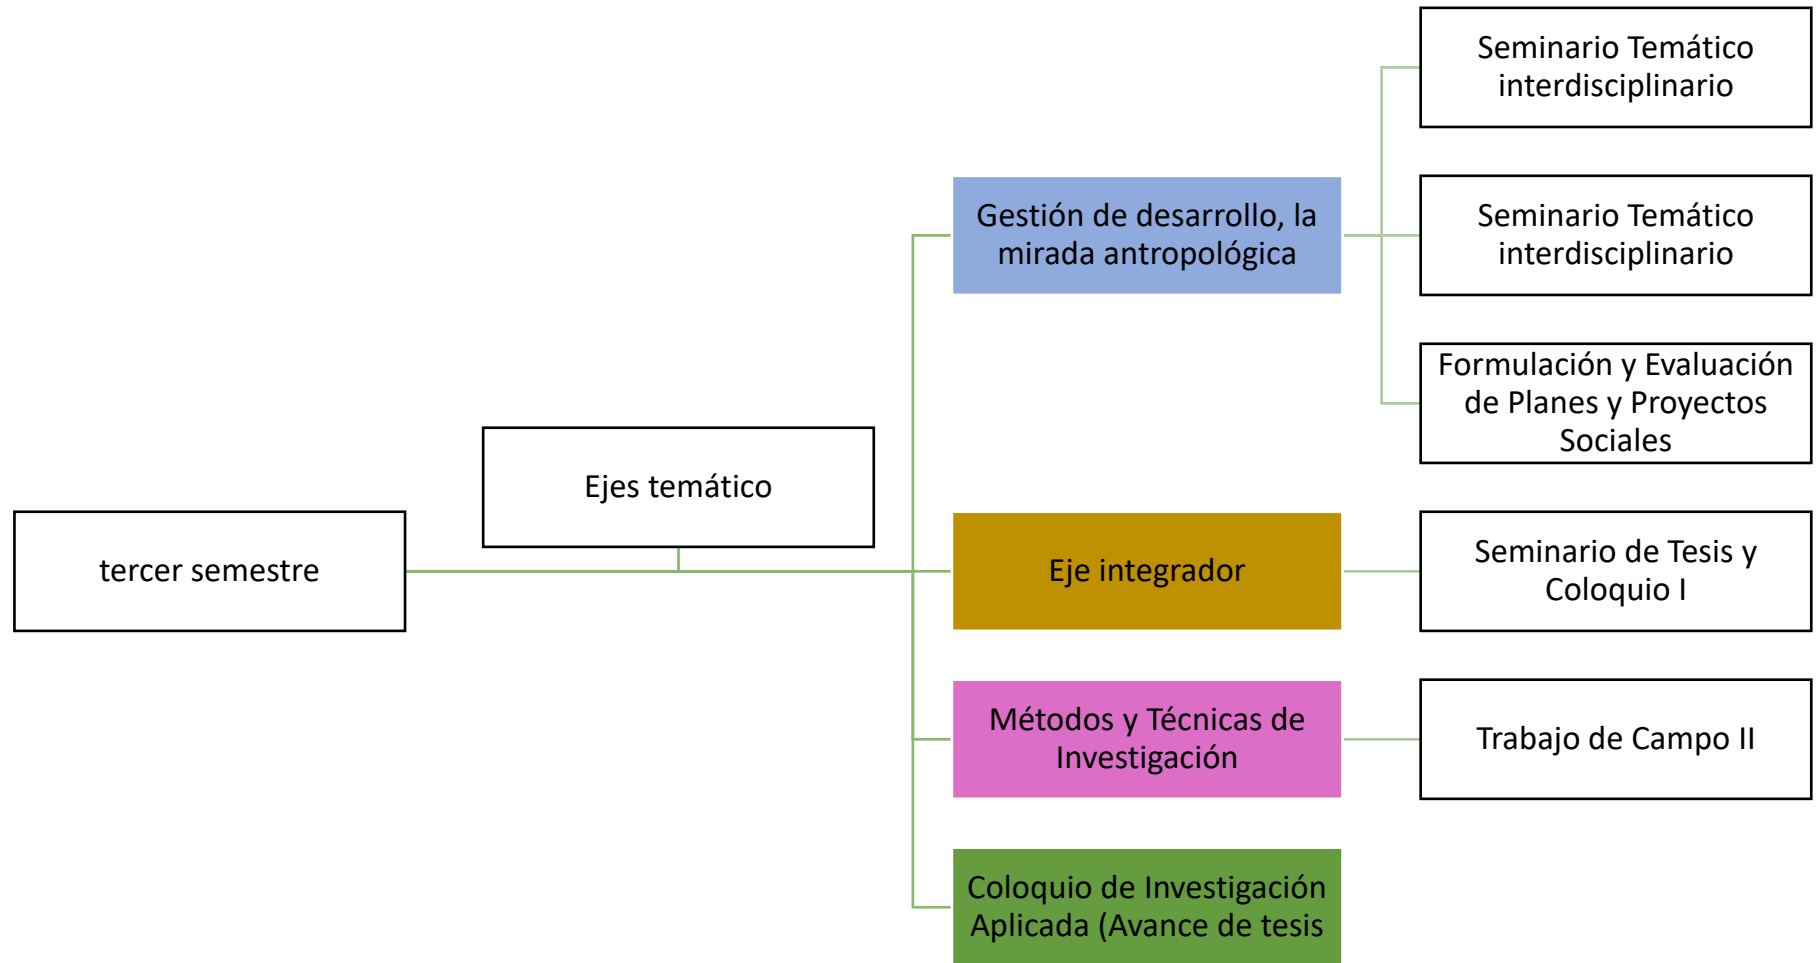 tercer semestre
Ejes temático
Gestión de desarrollo, la
mirada antropológica
Seminario Temático
interdisciplinario
Seminario Temático
interdisciplinario
Formulación y Evaluación
de Planes y Proyectos
Sociales
Eje integrador
Seminario de Tesis y
Coloquio I
Métodos y Técnicas de
Investigación
Trabajo de Campo II
Coloquio de Investigación
Aplicada (Avance de tesis